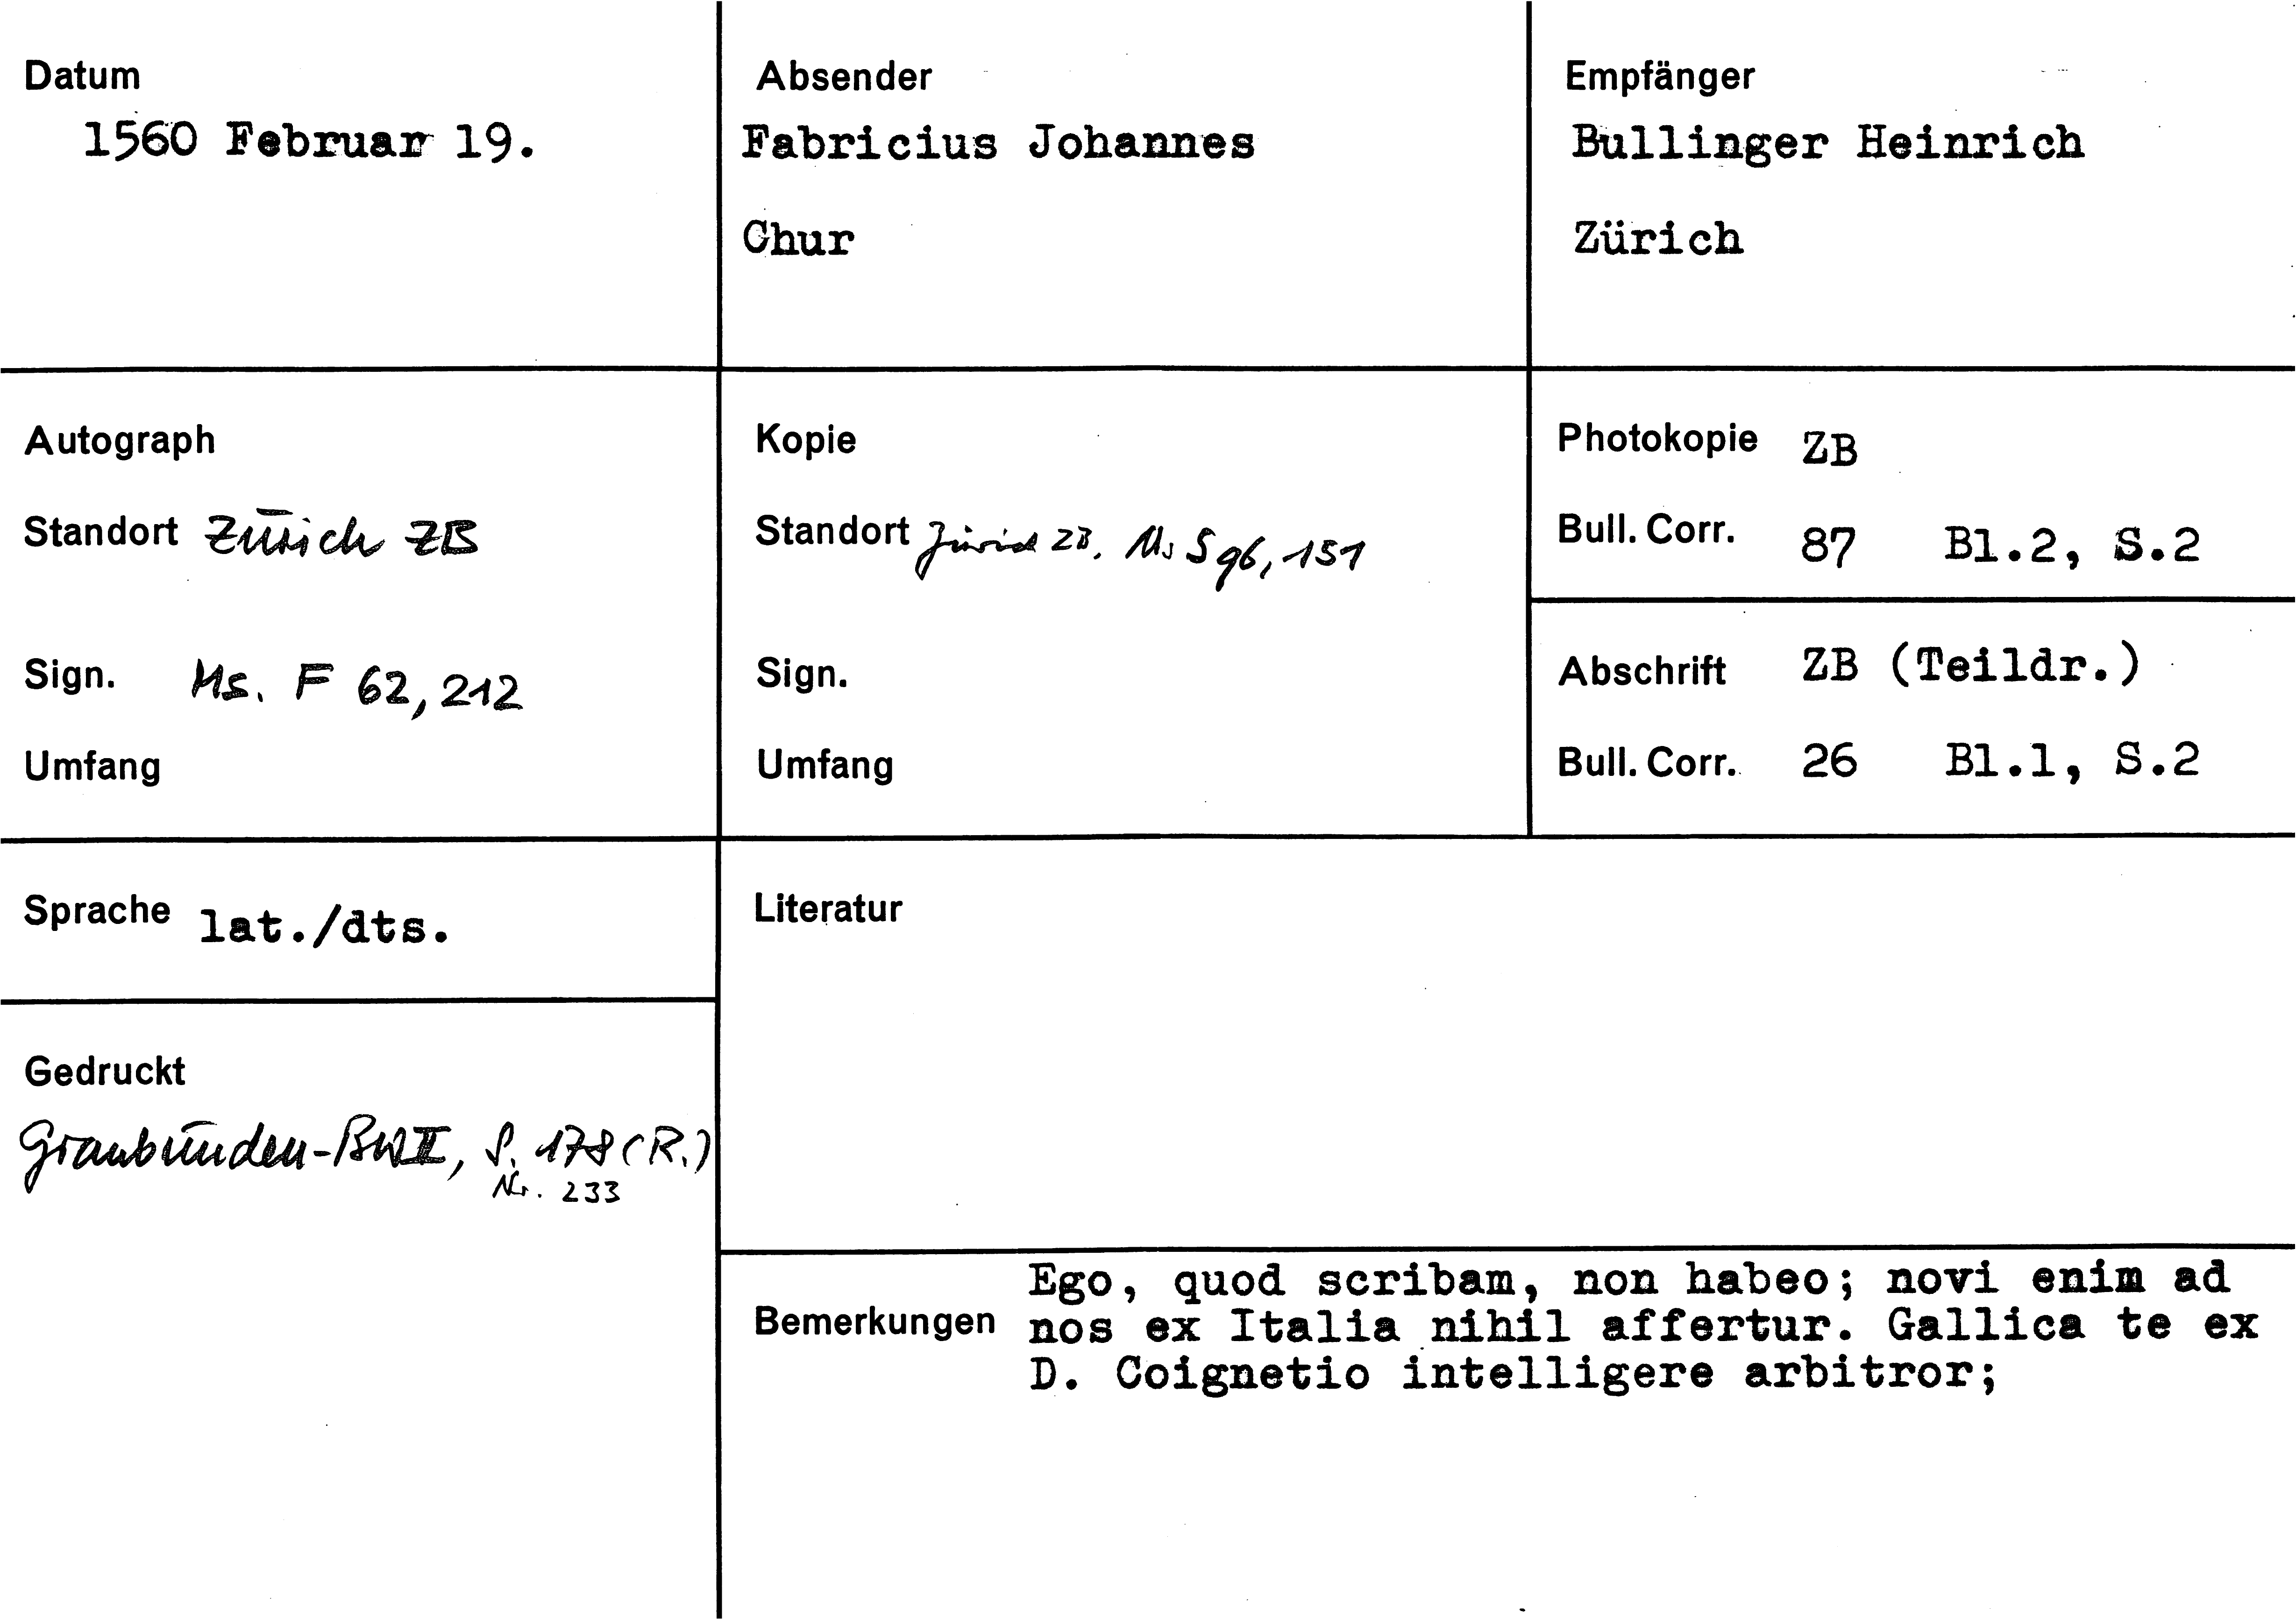 Datum
1560 Februar 19.
Absender
Fabricius Johannes
Chur
Empfänger
Bullinger Heinrich
Zürich
Autograph
Standort Zürich ZB
Sign. Ms. F 62, 212
Umfang
Kopie
Standort Zürich ZB, Ms S 96, 151
Sign.
Umfang
Photokopie ZB
Bull. Corr. 87 Bl.2, S.2
Abschrift ZB (Teildr.)
Bull. Corr. 26 Bl.1, S.2
Sprache lat./dts.
Gedruckt
Graubünden-BW II, S. 178 (R.)
Nr. 233
Literatur
Bemerkungen
Ego, quod scribam, non habeo; novi enim ad
nos ex Italia nihil affertur. Gallica te ex
D. Coignetio intelligere arbitror;